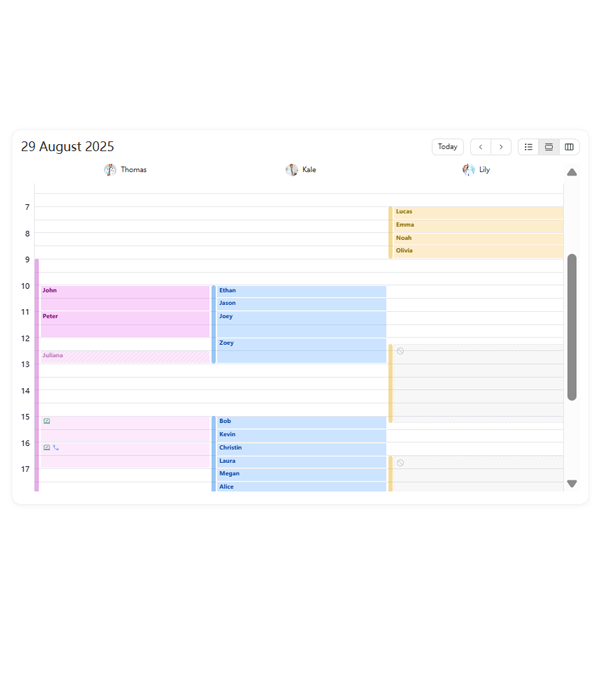 29 August 2025
Today
Thomas
Kale
Lily
7
Lucas
Emma
8
Noah
Olivia
9
10
John
Ethan
Jason
11
Peter
Joey
12
Zoey
Juliana
13
14
15
Bob
Kevin
16
Christin
Laura
17
Megan
Alice